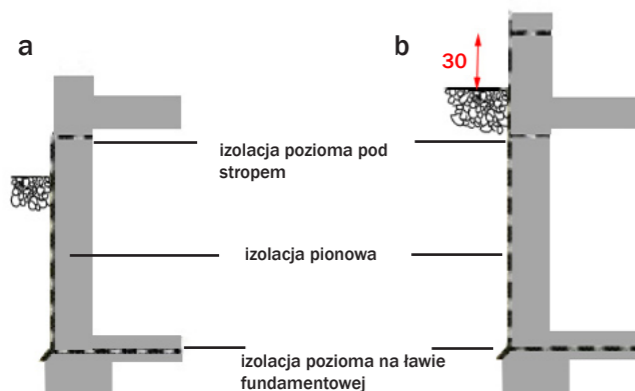 a
b
30
izolacja pozioma pod
stropem
izolacja pionowa
izolacja pozioma na ławie
fundamentowej